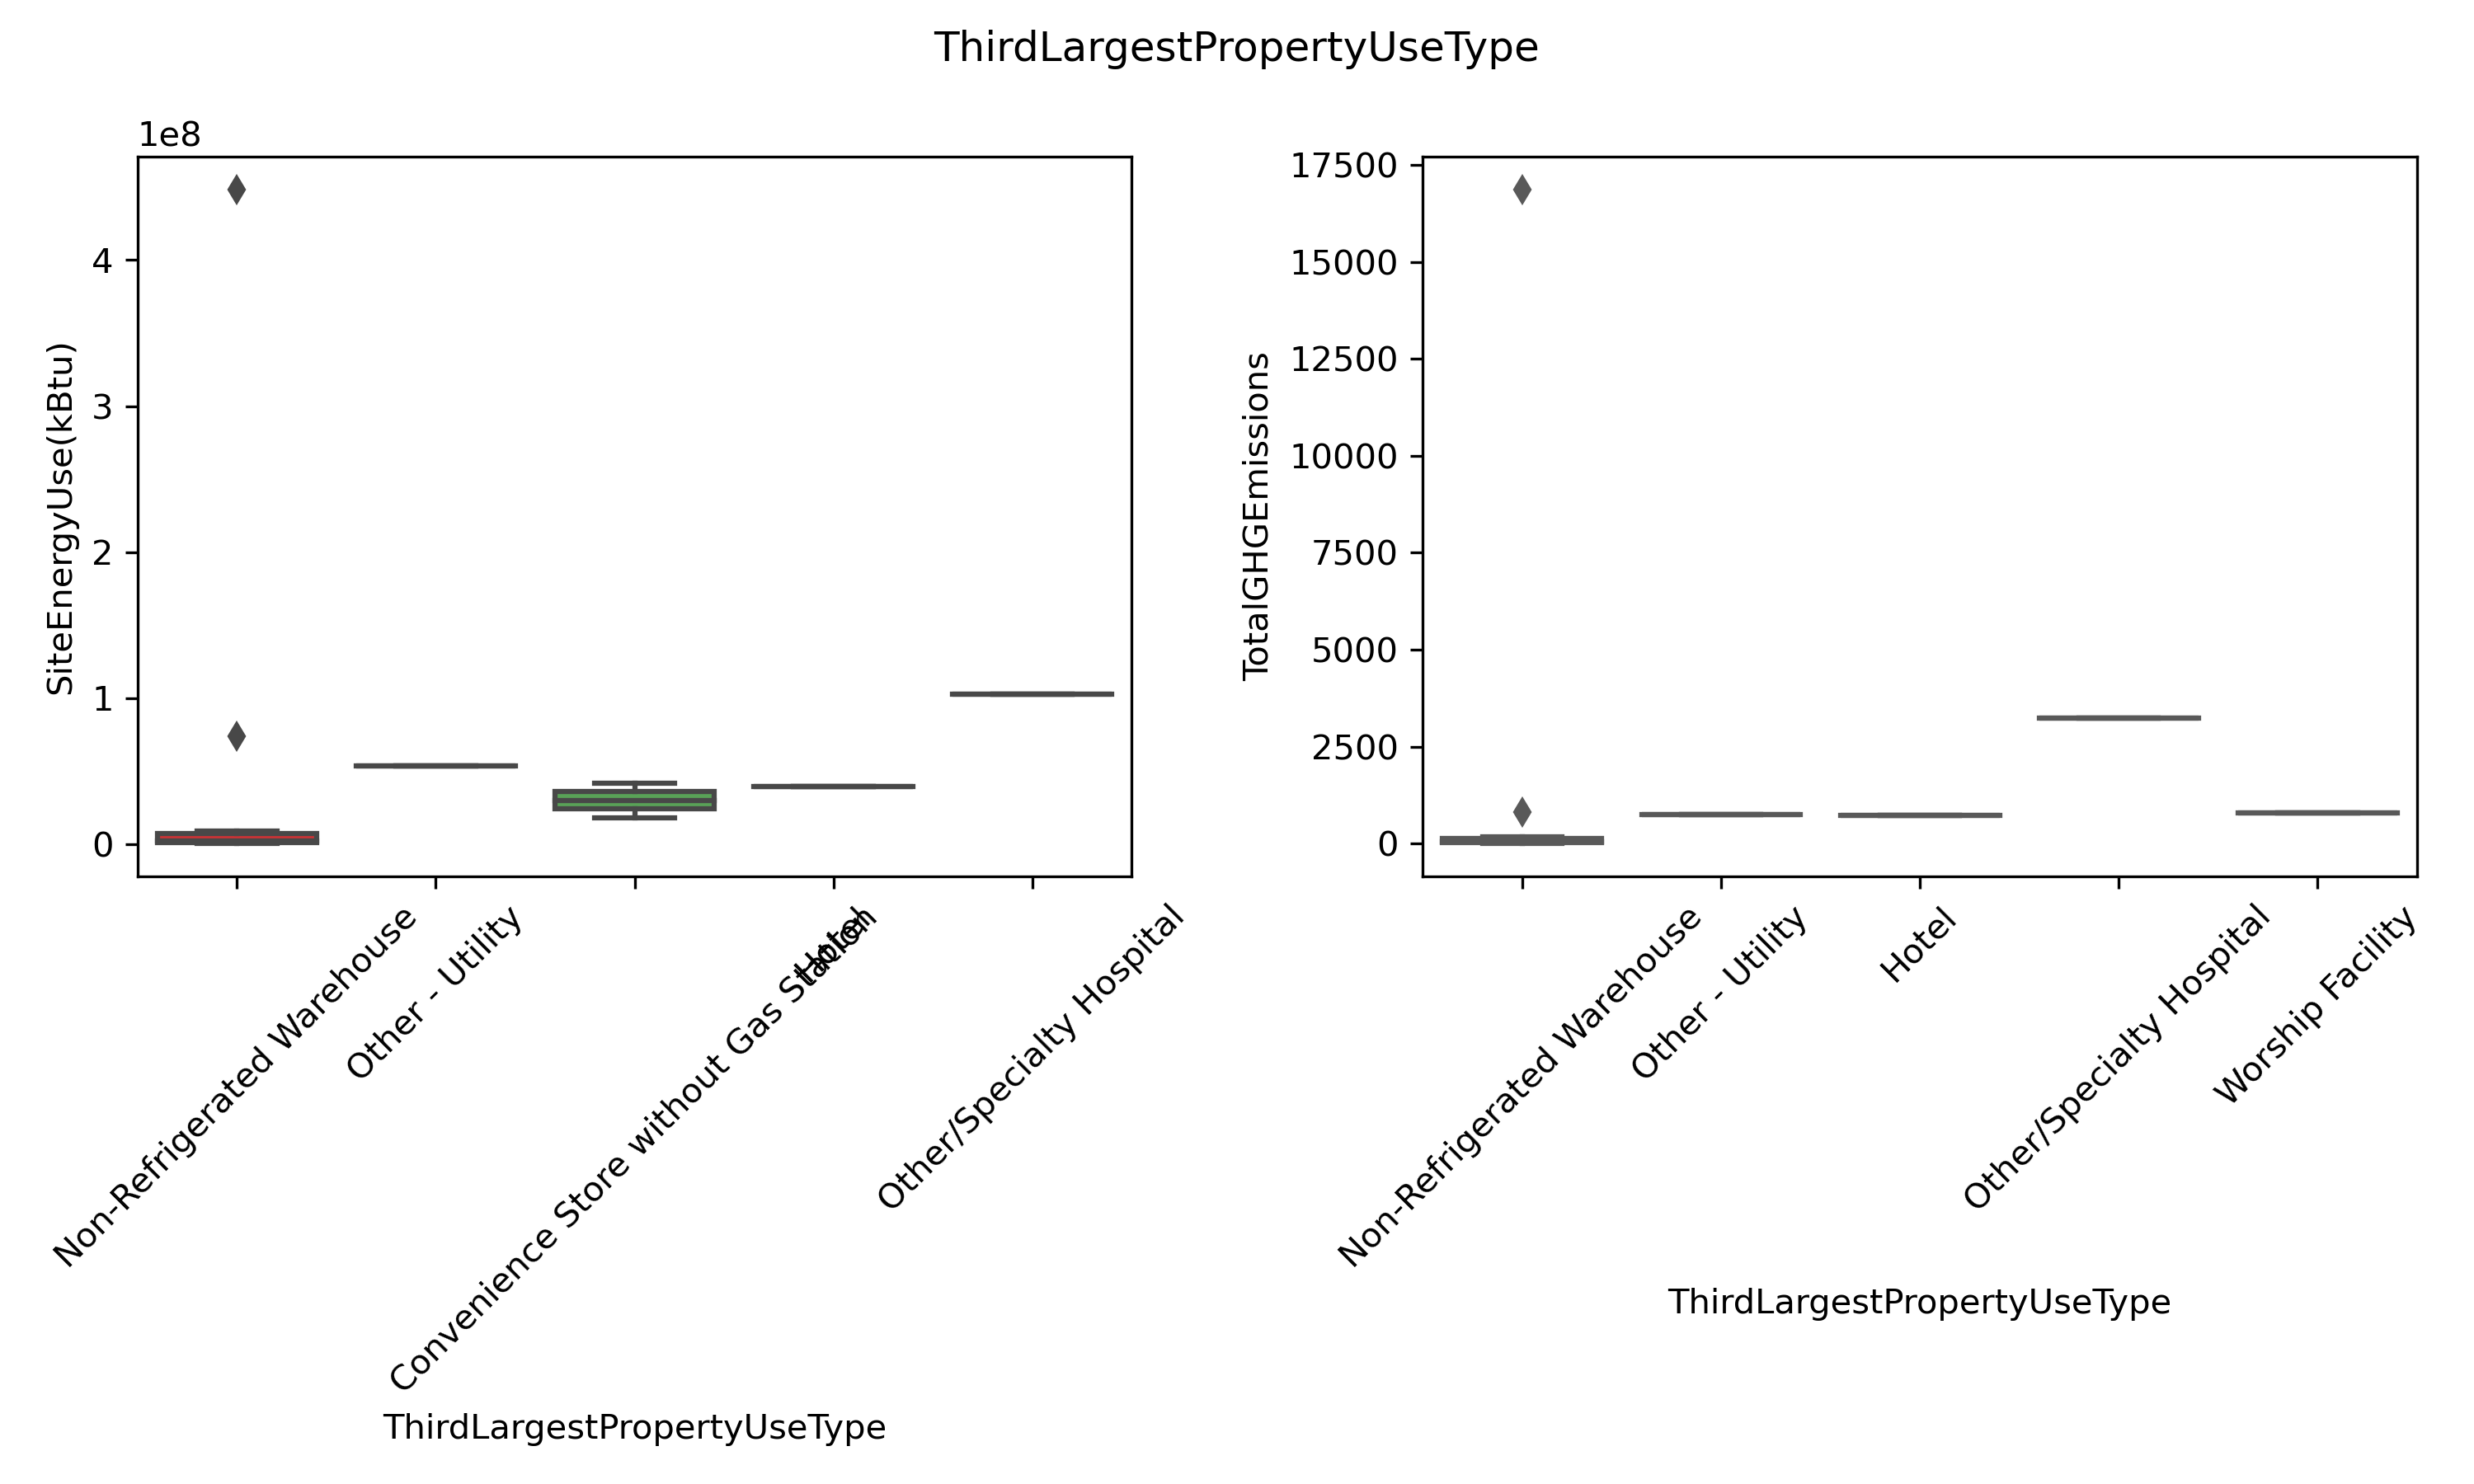 ThirdLargestPropertyUseType
1e8
4
3
2
1
0
SiteEnergyUse(kBtu)
Non-Refrigerated Warehouse
Other - Utility
Convenience Store without Gas Station
Hotel
Other/Specialty Hospital
ThirdLargestPropertyUseType
17500
15000
12500
10000
7500
5000
2500
0
TotalGHGEmissions
Non-Refrigerated Warehouse
Other - Utility
Hotel
Other/Specialty Hospital
Worship Facility
ThirdLargestPropertyUseType